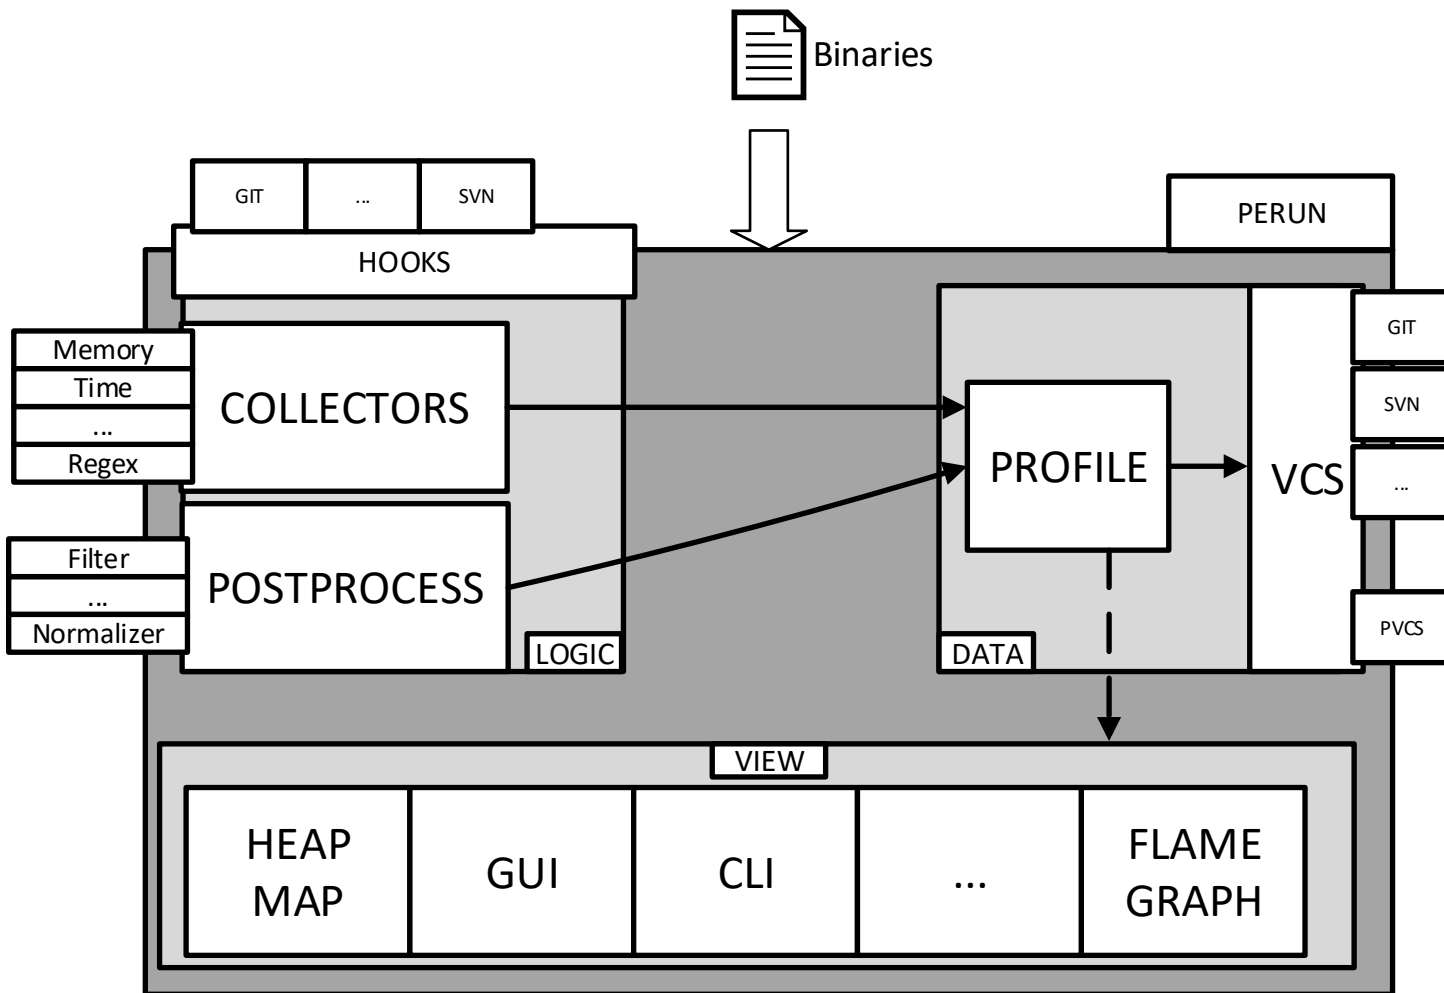 Binaries
GIT
...
SVN
PERUN
HOOKS
Memory
Time
...
Regex
COLLECTORS
Filter
...
Normalizer
POSTPROCESS
LOGIC
PROFILE
DATA
VCS
GIT
SVN
...
PVCS
VIEW
HEAP
MAP
GUI
CLI
...
FLAME
GRAPH